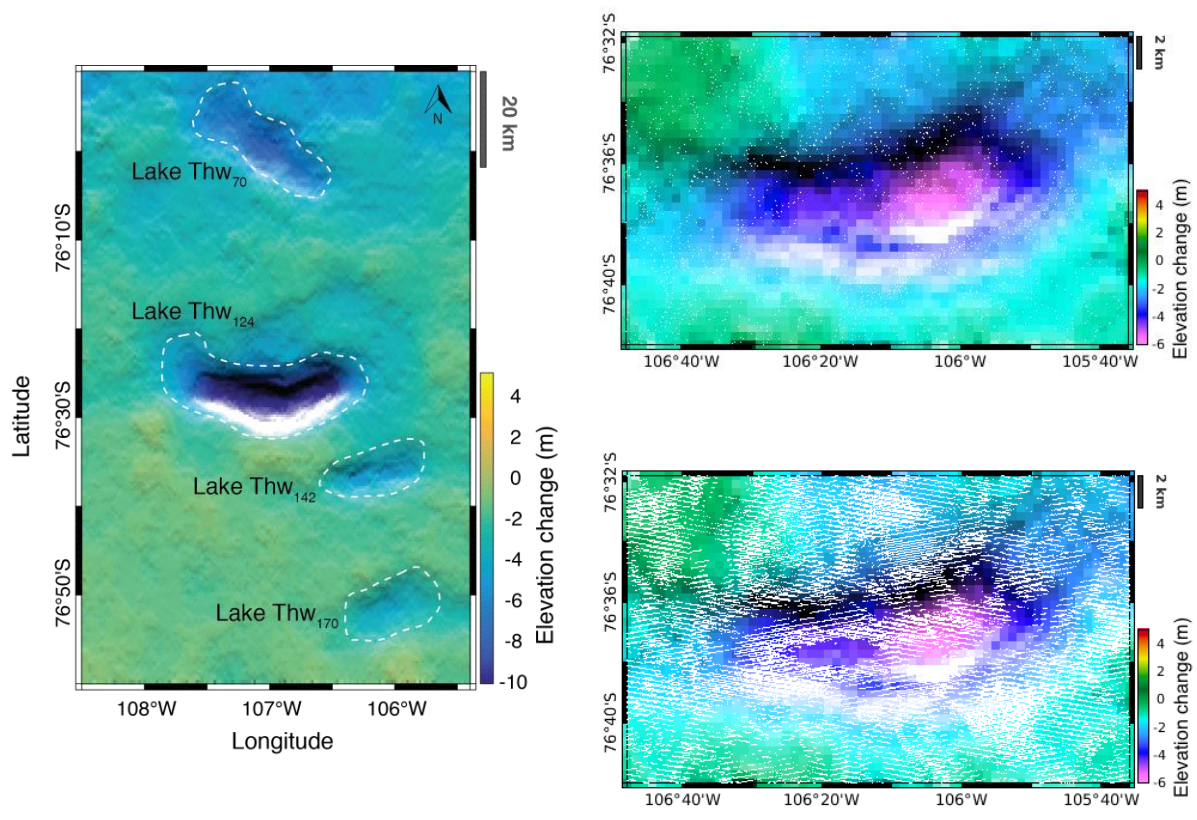 N
20 km
Lake Thw70
Lake Thw124
Lake Thw142
Lake Thw170
76°10'S
76°30'S
76°50'S
Latitude
108°W 107°W 106°W
Longitude
4
2
0
-2
-4
-6
-8
-10
Elevation change (m)
76°32'S
76°36'S
76°40'S
106°40'W 106°20'W 106°W 105°40'W
2 km
4
2
0
-2
-4
-6
Elevation change (m)
76°32'S
76°36'S
76°40'S
106°40'W 106°20'W 106°W 105°40'W
2 km
4
2
0
-2
-4
-6
Elevation change (m)